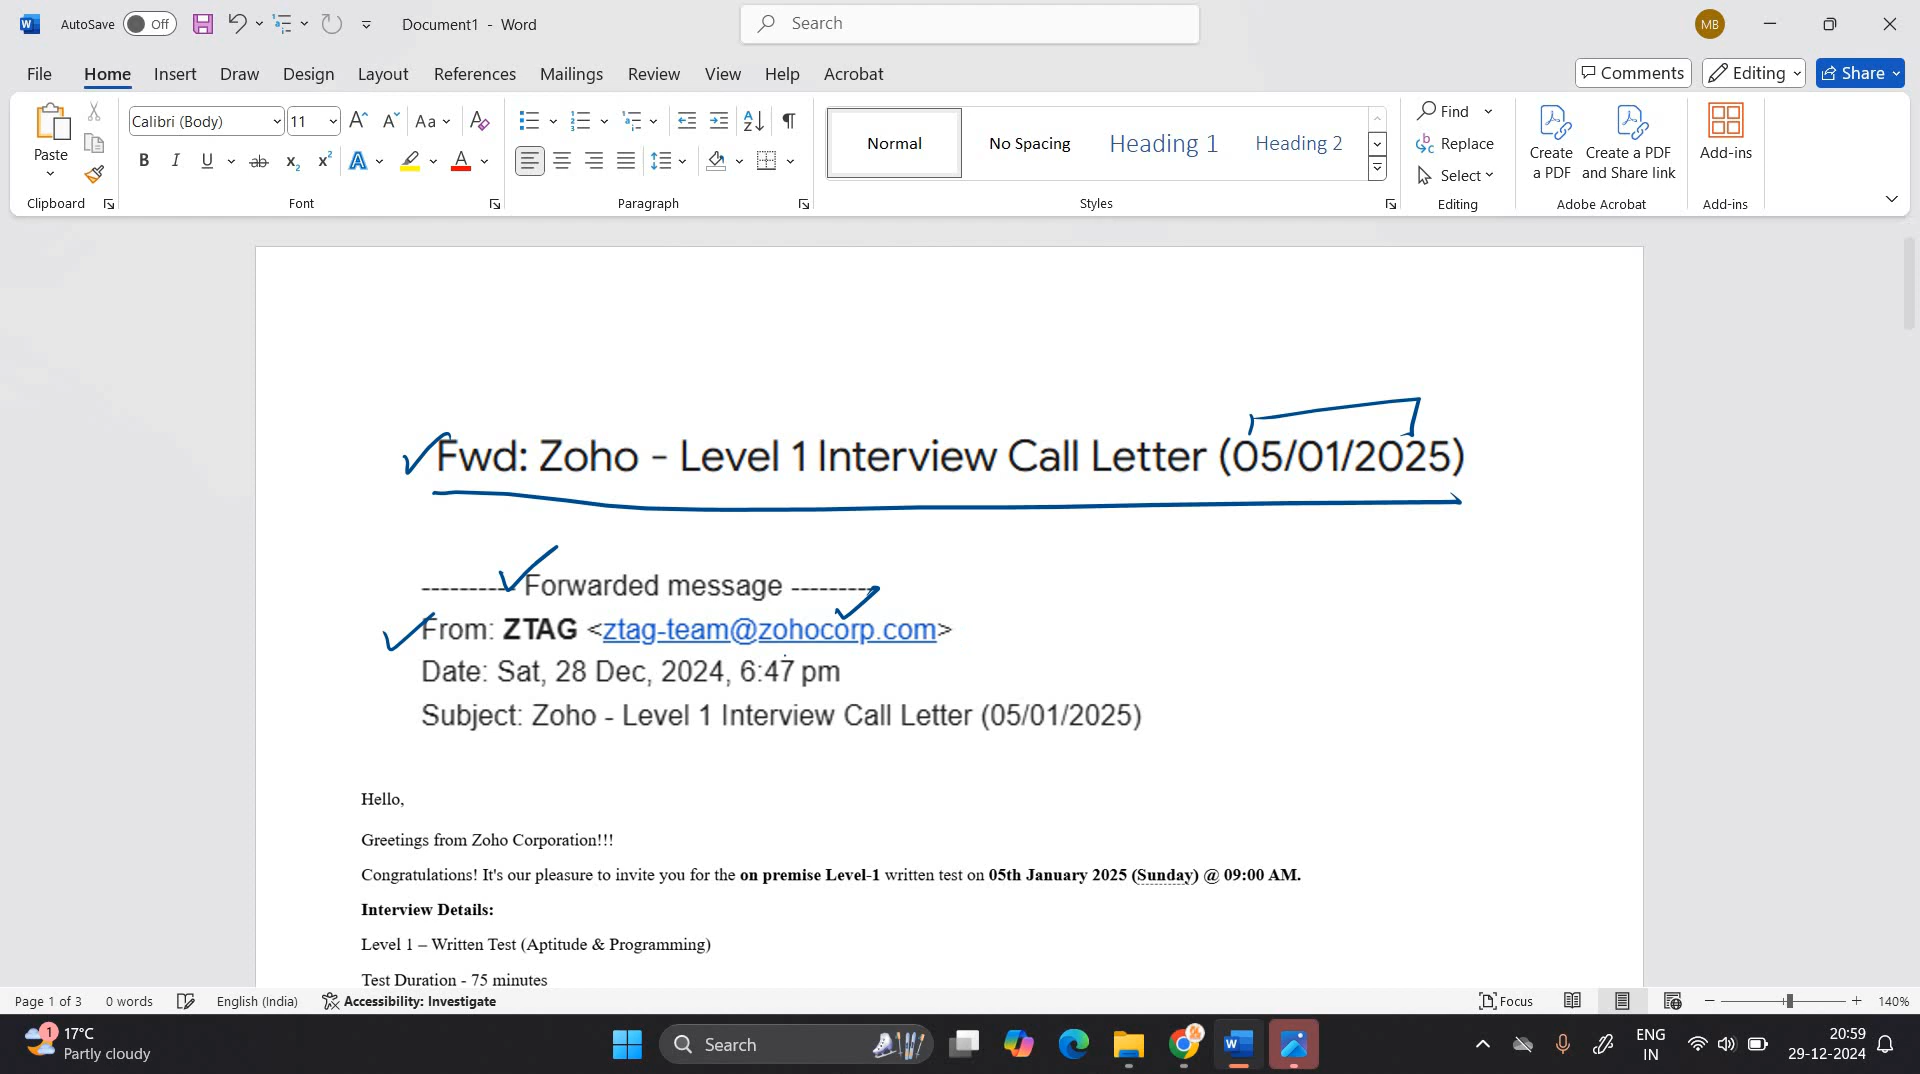 AutoSave Off Document1 - Word Search MB
File Home Insert Draw Design Layout References Mailings Review View Help Acrobat Comments Editing Share
Paste
Clipboard
Calibri (Body) 11
Font
Paragraph
Normal No Spacing Heading 1 Heading 2
Styles
Find
Replace
Select
Editing
Create a PDF
Create a PDF and Share link
Adobe Acrobat
Add-ins
Add-ins
Fwd: Zoho - Level 1 Interview Call Letter (05/01/2025)
---------- Forwarded message ---------
From: ZTAG <ztag-team@zohocorp.com>
Date: Sat, 28 Dec, 2024, 6:47 pm
Subject: Zoho - Level 1 Interview Call Letter (05/01/2025)
Hello,
Greetings from Zoho Corporation!!!
Congratulations! It's our pleasure to invite you for the on premise Level-1 written test on 05th January 2025 (Sunday) @ 09:00 AM.
Interview Details:
Level 1 – Written Test (Aptitude & Programming)
Test Duration - 75 minutes
Page 1 of 3 0 words English (India) Accessibility: Investigate Focus 140%
1 17°C
Partly cloudy
Search
ENG
IN
20:59
29-12-2024